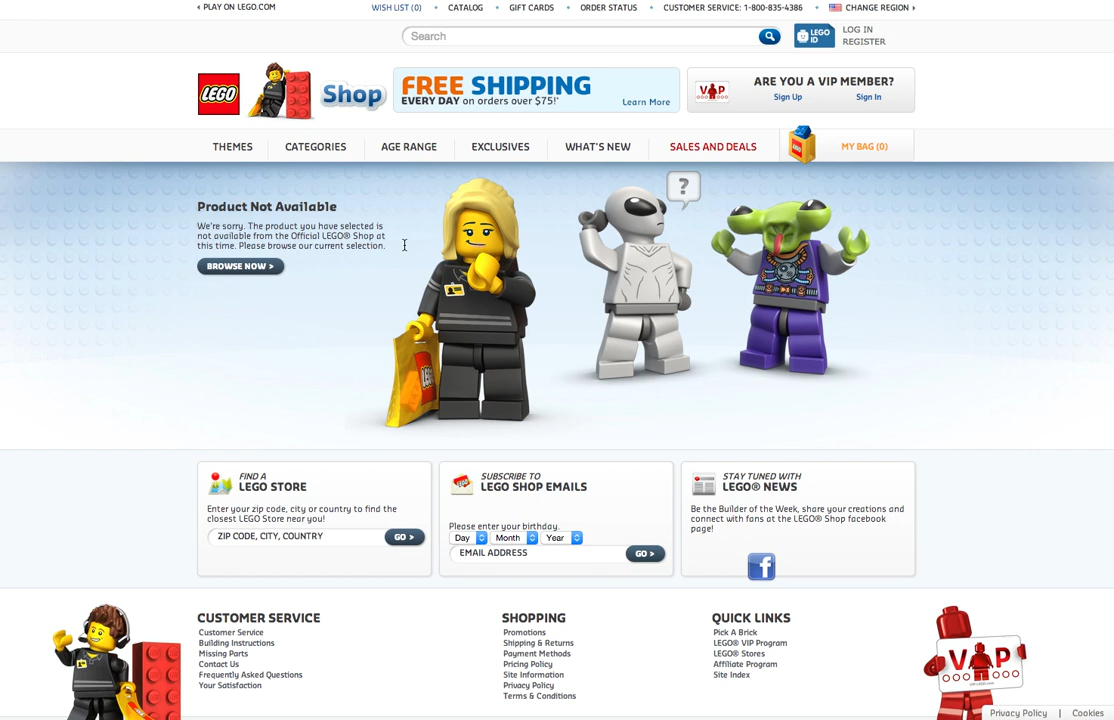 PLAY ON LEGO.COM
WISH LIST (0) CATALOG GIFT CARDS ORDER STATUS CUSTOMER SERVICE: 1-800-835-4386 CHANGE REGION
Search
LEGO ID
LOG IN
REGISTER
LEGO
Shop
FREE SHIPPING
EVERY DAY on orders over $75!*
Learn More
VIP
ARE YOU A VIP MEMBER?
Sign Up Sign In
THEMES CATEGORIES AGE RANGE EXCLUSIVES WHAT'S NEW SALES AND DEALS MY BAG (0)
?
Product Not Available
We're sorry. The product you have selected is
not available from the Official LEGO® Shop at
this time. Please browse our current selection.
BROWSE NOW >
LEGO
FIND A
LEGO STORE
Enter your zip code, city or country to find the
closest LEGO Store near you!
ZIP CODE, CITY, COUNTRY GO >
SUBSCRIBE TO
LEGO SHOP EMAILS
Please enter your birthday.
Day Month Year
EMAIL ADDRESS GO >
STAY TUNED WITH
LEGO® NEWS
Be the Builder of the Week, share your creations and
connect with fans at the LEGO® Shop facebook
page!
f
CUSTOMER SERVICE
Customer Service
Building Instructions
Missing Parts
Contact Us
Frequently Asked Questions
Your Satisfaction
SHOPPING
Promotions
Shipping & Returns
Payment Methods
Pricing Policy
Site Information
Privacy Policy
Terms & Conditions
QUICK LINKS
Pick A Brick
LEGO® VIP Program
LEGO® Stores
Affiliate Program
Site Index
VIP
Privacy Policy | Cookies